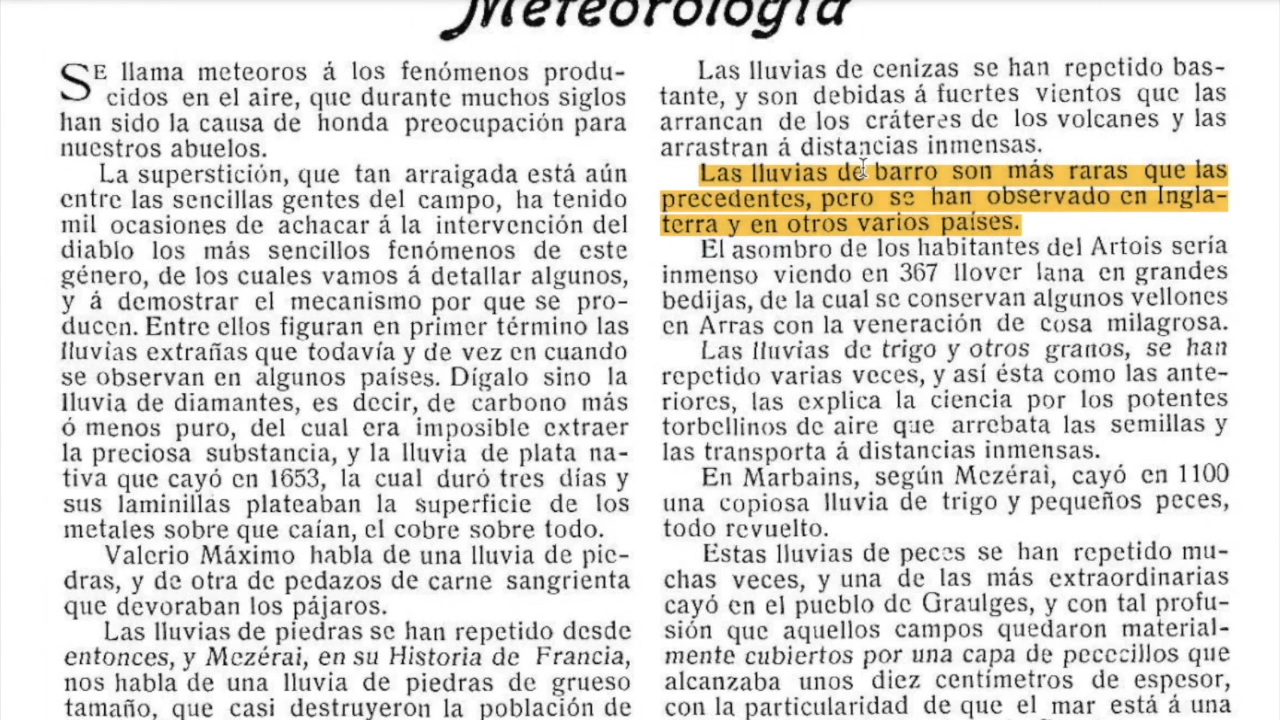 Meteorología
SE llama meteoros á los fenómenos produ-
cidos en el aire, que durante muchos siglos
han sido la causa de honda preocupación para
nuestros abuelos.
La superstición, que tan arraigada está aún
entre las sencillas gentes del campo, ha tenido
mil ocasiones de achacar á la intervención del
diablo los más sencillos fenómenos de este
género, de los cuales vamos á detallar algunos,
y á demostrar el mecanismo por que se pro-
ducen. Entre ellos figuran en primer término las
lluvias extrañas que todavía y de vez en cuando
se observan en algunos países. Dígalo sino la
lluvia de diamantes, es decir, de carbono más
ó menos puro, del cual era imposible extraer
la preciosa substancia, y la lluvia de plata na-
tiva que cayó en 1653, la cual duró tres días y
sus laminillas plateaban la superficie de los
metales sobre que caían, el cobre sobre todo.
Valerio Máximo habla de una lluvia de pie-
dras, y de otra de pedazos de carne sangrienta
que devoraban los pájaros.
Las lluvias de piedras se han repetido desde
entonces, y Mezérai, en su Historia de Francia,
nos habla de una lluvia de piedras de grueso
tamaño, que casi destruyeron la población de
Las lluvias de cenizas se han repetido bas-
tante, y son debidas á fuertes vientos que las
arrancan de los cráteres de los volcanes y las
arrastran á distancias inmensas.
Las lluvias de barro son más raras que las
precedentes, pero se han observado en Ingla-
terra y en otros varios países.
El asombro de los habitantes del Artois sería
inmenso viendo en 367 llover lana en grandes
bedijas, de la cual se conservan algunos vellones
en Arras con la veneración de cosa milagrosa.
Las lluvias de trigo y otros granos, se han
repetido varias veces, y así ésta como las ante-
riores, las explica la ciencia por los potentes
torbellinos de aire que arrebata las semillas y
las transporta á distancias inmensas.
En Marbains, según Mezérai, cayó en 1100
una copiosa lluvia de trigo y pequeños peces,
todo revuelto.
Estas lluvias de peces se han repetido mu-
chas veces, y una de las más extraordinarias
cayó en el pueblo de Graulges, y con tal profu-
sión que aquellos campos quedaron material-
mente cubiertos por una capa de pececillos que
alcanzaba unos diez centímetros de espesor,
con la particularidad de que el mar está á una